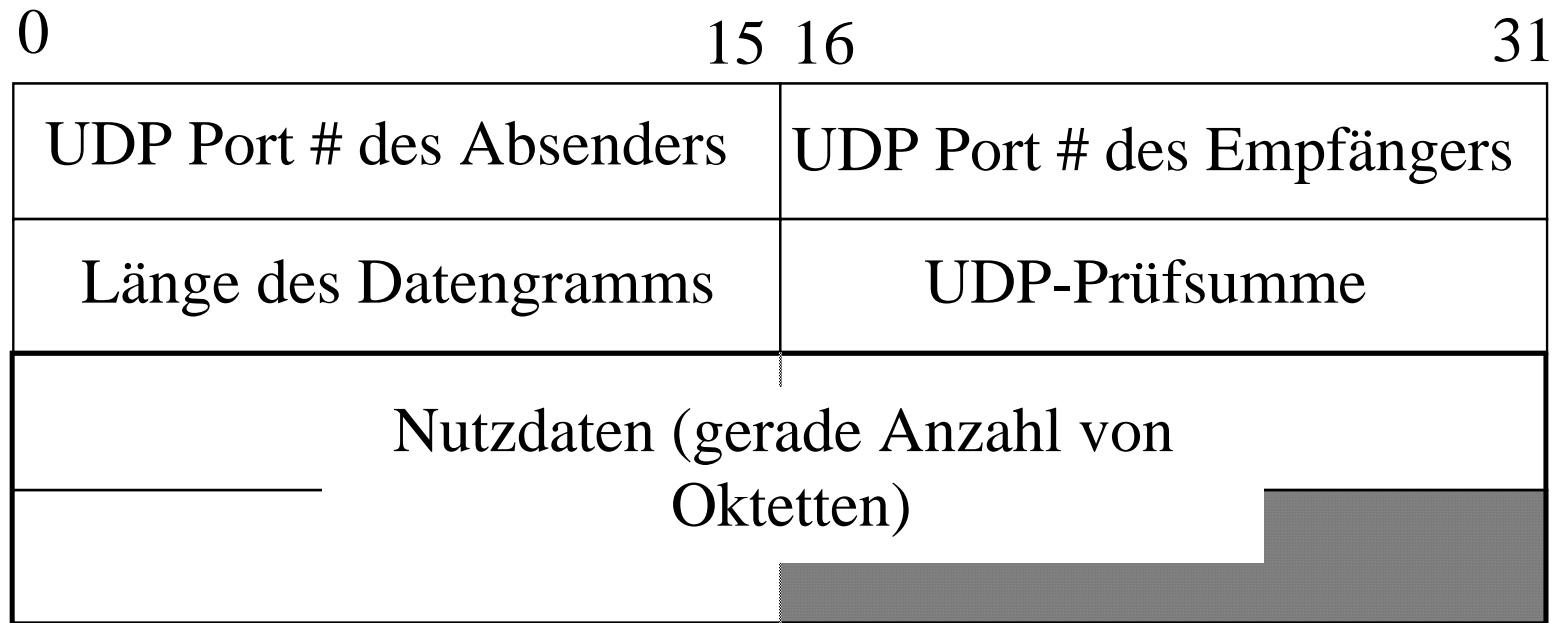 0 15 16 31
UDP Port # des Absenders UDP Port # des Empfängers
Länge des Datengramms UDP-Prüfsumme
Nutzdaten (gerade Anzahl von
Oktetten)